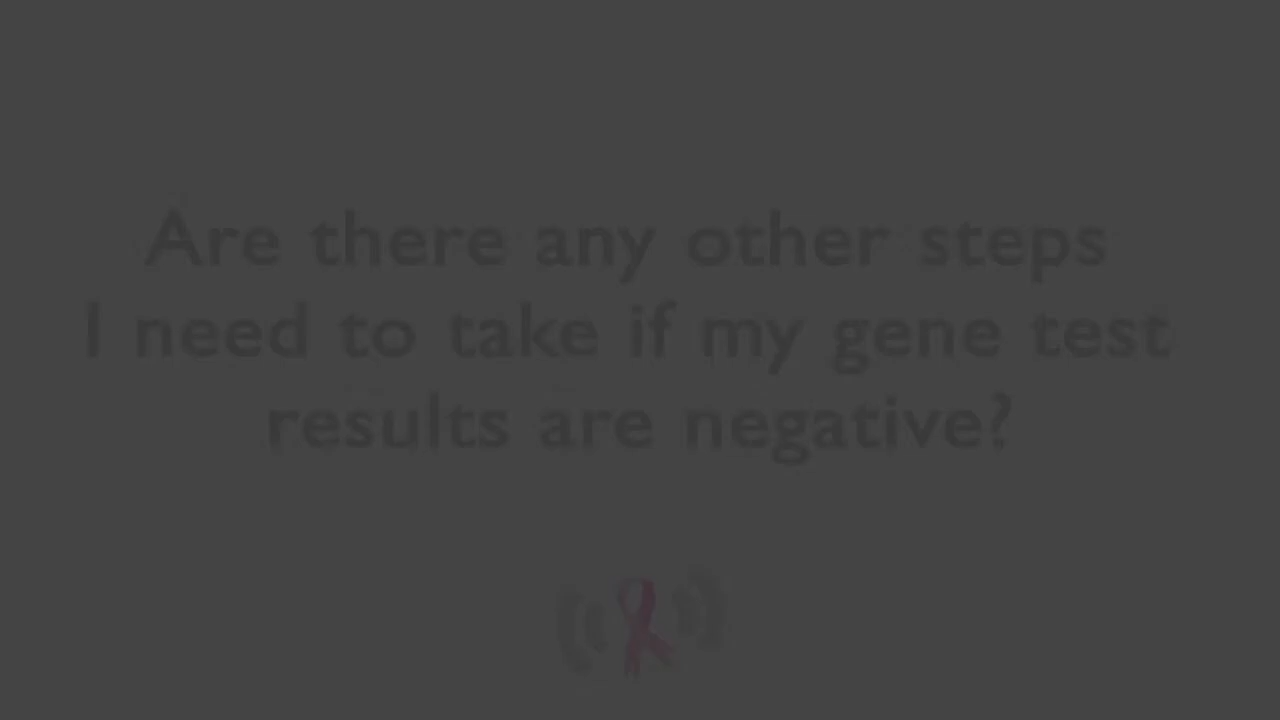 Are there any other steps
I need to take if my gene test
results are negative?